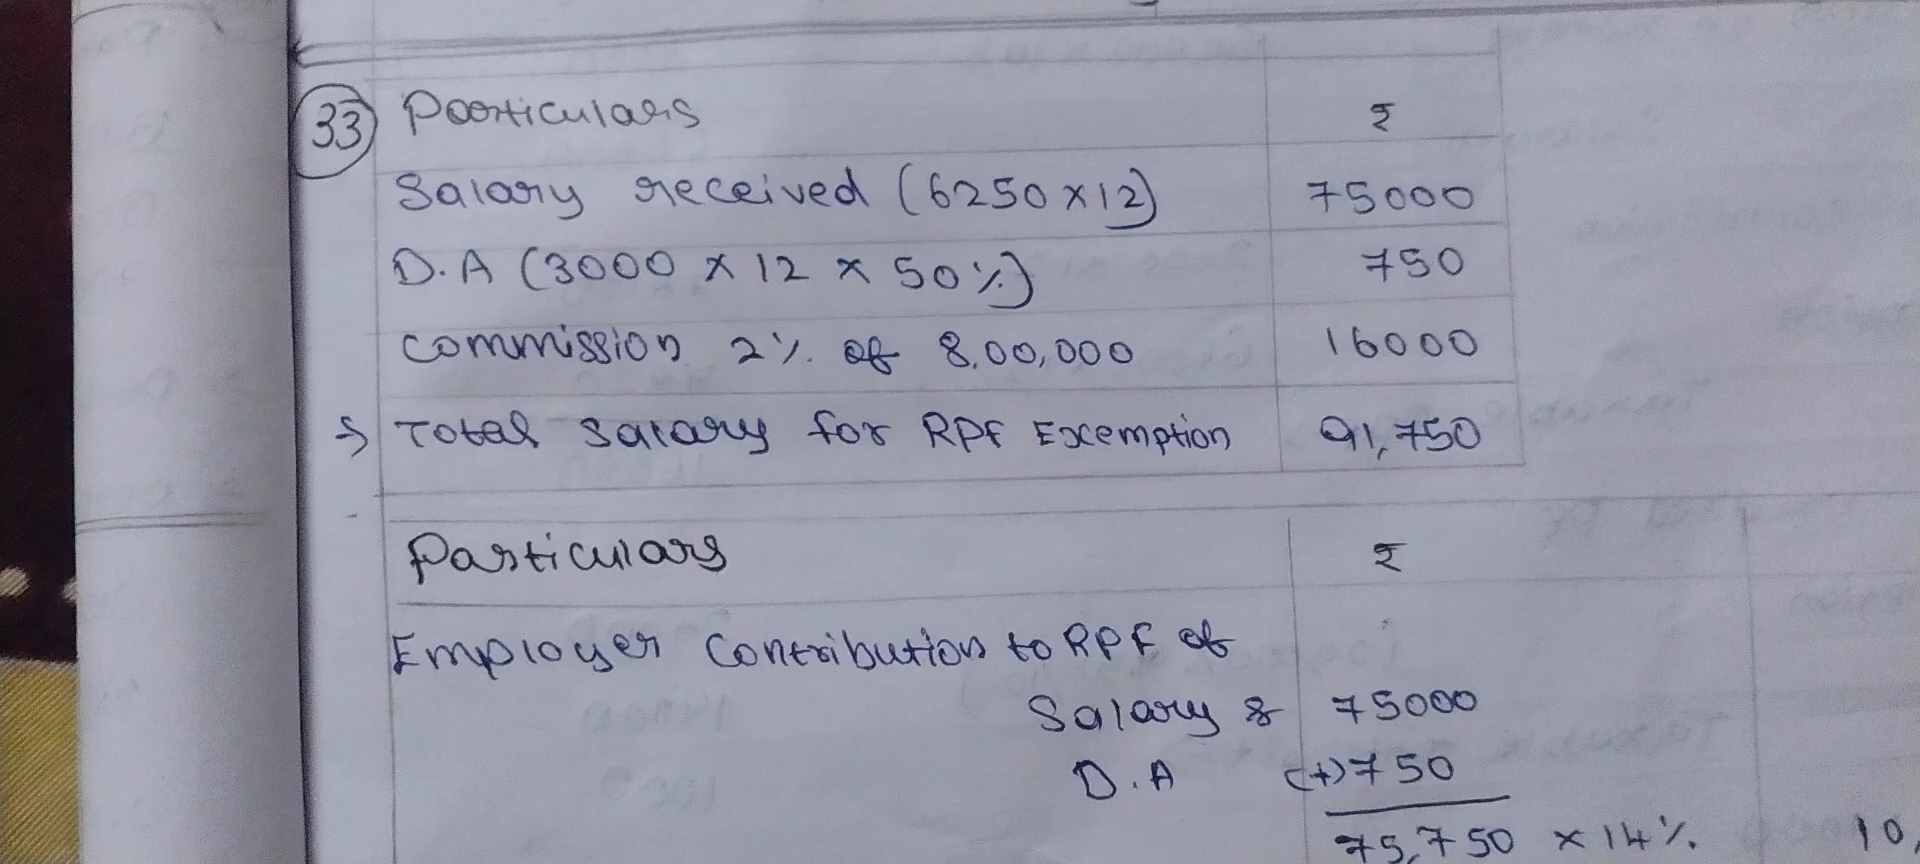 33 Particulars ₹
Salary received (6250 x 12) 75000
D.A (3000 x 12 x 50%) 750
Commission 2% of 8,00,000 16000
→ Total Salary for RPF Exemption 91,750
Particulars ₹
Employer Contribution to RPF of
Salary & 75000
D.A (+) 750
75,750 x 14% 10,